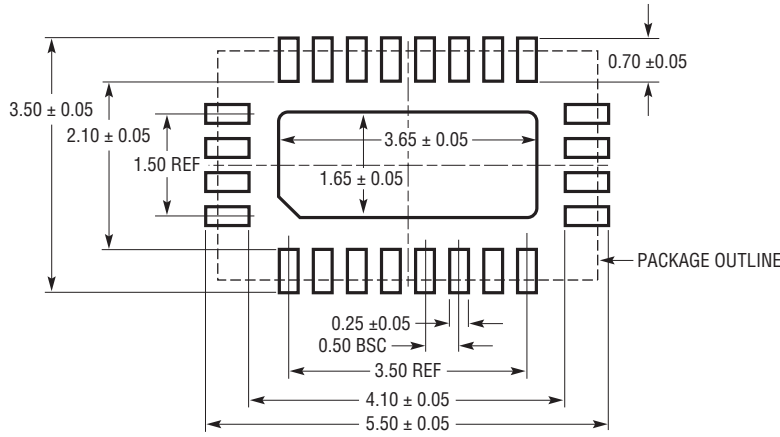 0.70 ±0.05
3.50 ± 0.05
2.10 ± 0.05
3.65 ± 0.05
1.50 REF
1.65 ± 0.05
PACKAGE OUTLINE
0.25 ±0.05
0.50 BSC
3.50 REF
4.10 ± 0.05
5.50 ± 0.05